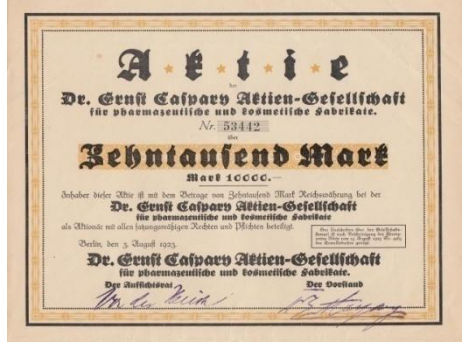 Aktie
der
Dr. Ernst Caspary Aktien-Gesellschaft
für pharmazeutische und kosmetische Fabrikate.
Nr. 53442
über
Zehntausend Mark
Mark 10000.—
Inhaber dieser Aktie ist mit dem Betrage von Zehntausend Mark Reichswährung bei der
Dr. Ernst Caspary Aktien-Gesellschaft
für pharmazeutische und kosmetische Fabrikate
als Aktionär mit allen satzungsmäßigen Rechten und Pflichten beteiligt.
Berlin, den 3. August 1923.
Dr. Ernst Caspary Aktien-Gesellschaft
für pharmazeutische und kosmetische Fabrikate.
Der Aufsichtsrat Der Vorstand